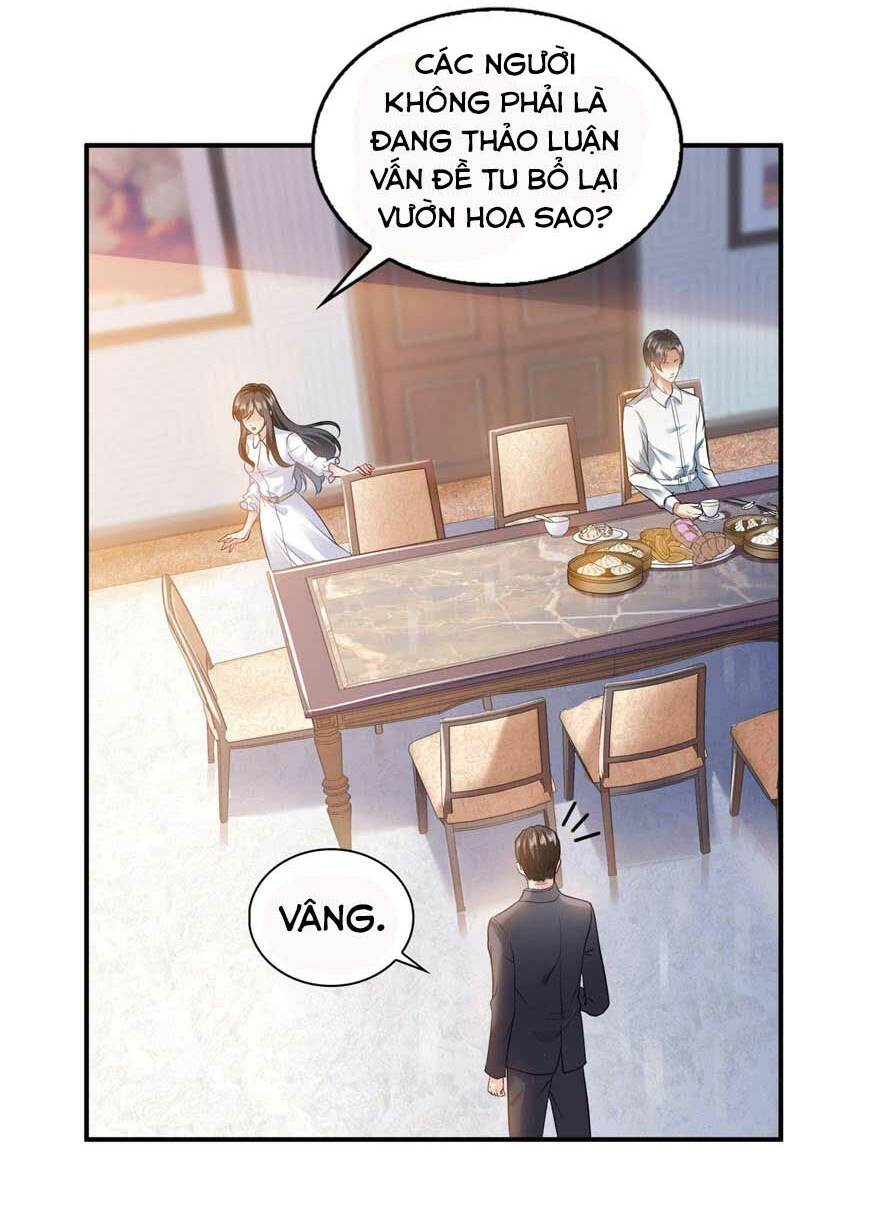 CÁC NGƯỜI
KHÔNG PHẢI LÀ
ĐANG THẢO LUẬN
VẤN ĐỀ TU BỔ LẠI
VƯỜN HOA SAO?
VÂNG.